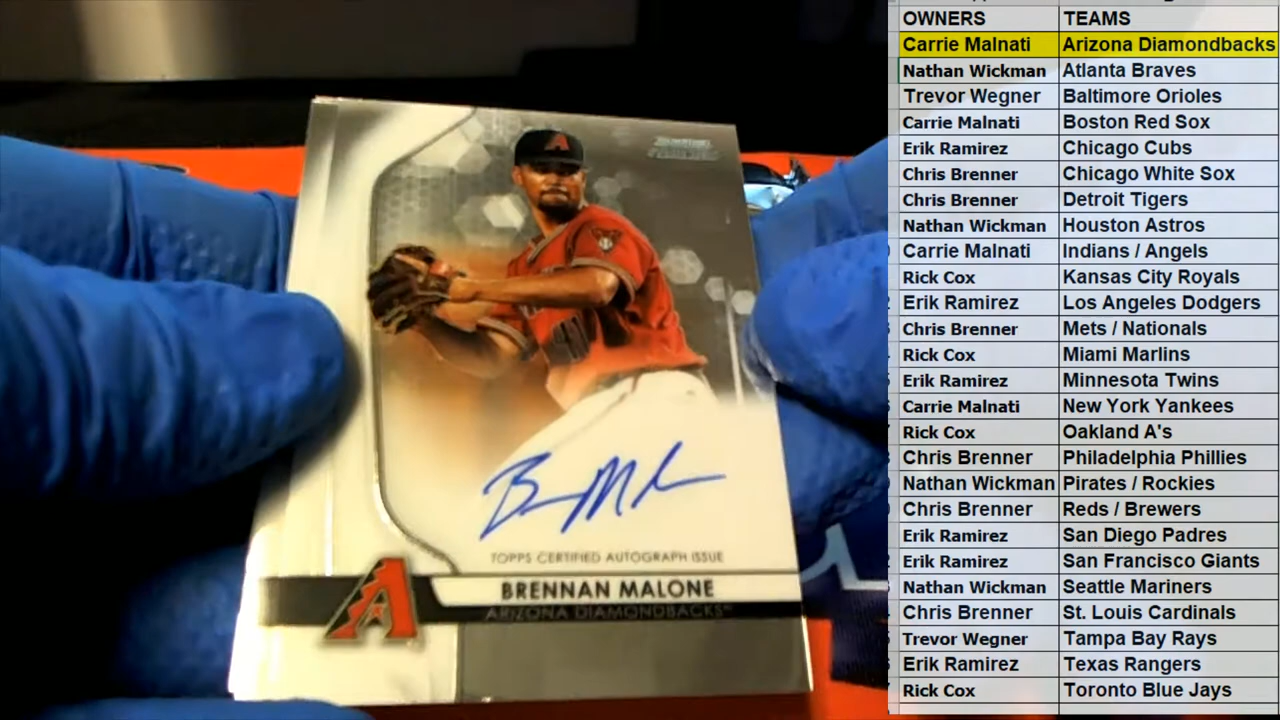 A
TOPPS CERTIFIED AUTOGRAPH ISSUE
BRENNAN MALONE
ARIZONA DIAMONDBACKS
OWNERS TEAMS
Carrie Malnati Arizona Diamondbacks
Nathan Wickman Atlanta Braves
Trevor Wegner Baltimore Orioles
Carrie Malnati Boston Red Sox
Erik Ramirez Chicago Cubs
Chris Brenner Chicago White Sox
Chris Brenner Detroit Tigers
Nathan Wickman Houston Astros
Carrie Malnati Indians / Angels
Rick Cox Kansas City Royals
Erik Ramirez Los Angeles Dodgers
Chris Brenner Mets / Nationals
Rick Cox Miami Marlins
Erik Ramirez Minnesota Twins
Carrie Malnati New York Yankees
Rick Cox Oakland A's
Chris Brenner Philadelphia Phillies
Nathan Wickman Pirates / Rockies
Chris Brenner Reds / Brewers
Erik Ramirez San Diego Padres
Erik Ramirez San Francisco Giants
Nathan Wickman Seattle Mariners
Chris Brenner St. Louis Cardinals
Trevor Wegner Tampa Bay Rays
Erik Ramirez Texas Rangers
Rick Cox Toronto Blue Jays